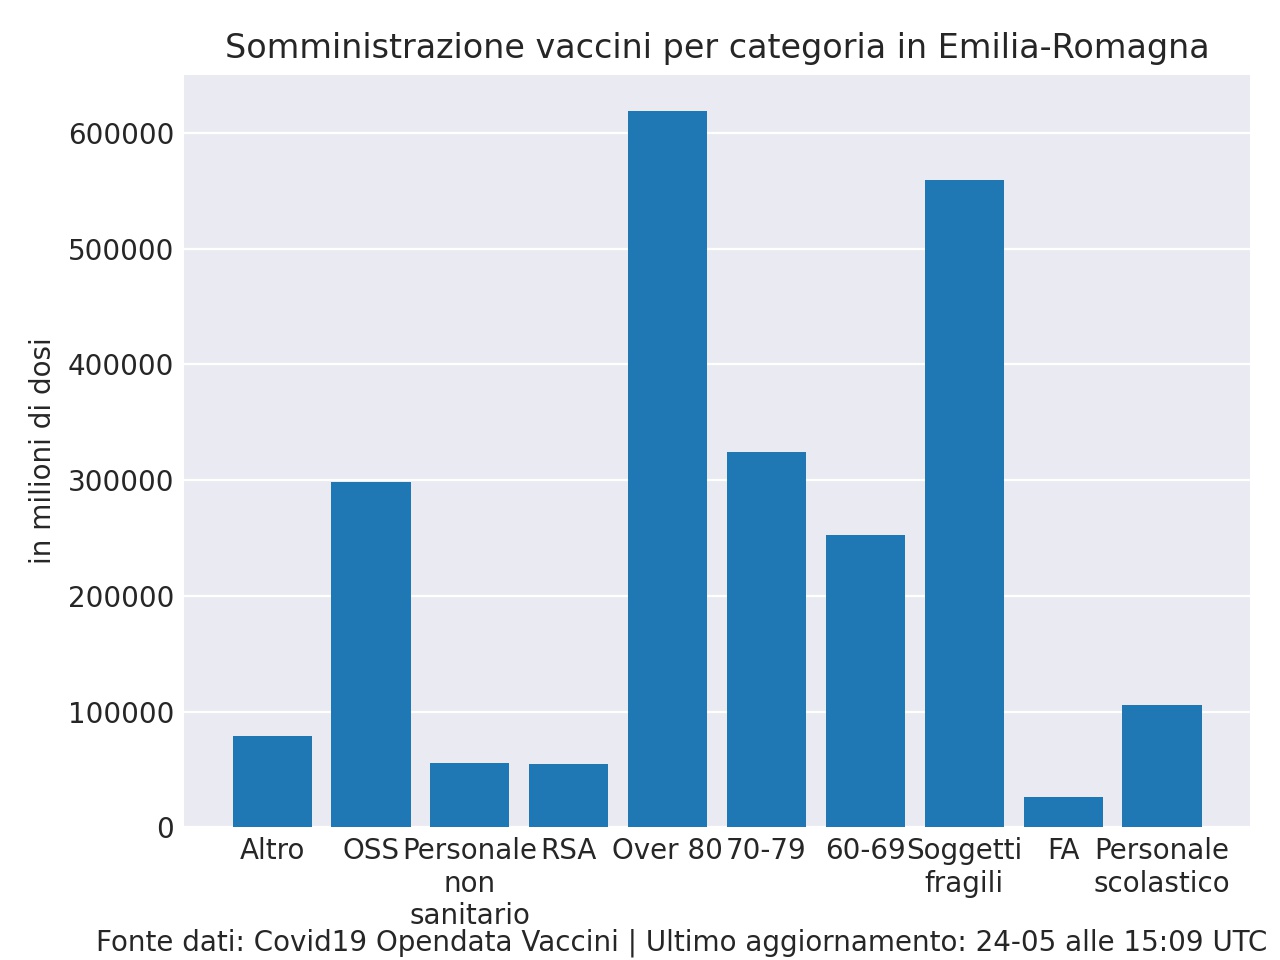 Somministrazione vaccini per categoria in Emilia-Romagna
in milioni di dosi
600000
500000
400000
300000
200000
100000
0
Altro OSS Personale RSA Over 80 70-79 60-69 Soggetti FA Personale
non fragili scolastico
sanitario
Fonte dati: Covid19 Opendata Vaccini | Ultimo aggiornamento: 24-05 alle 15:09 UTC